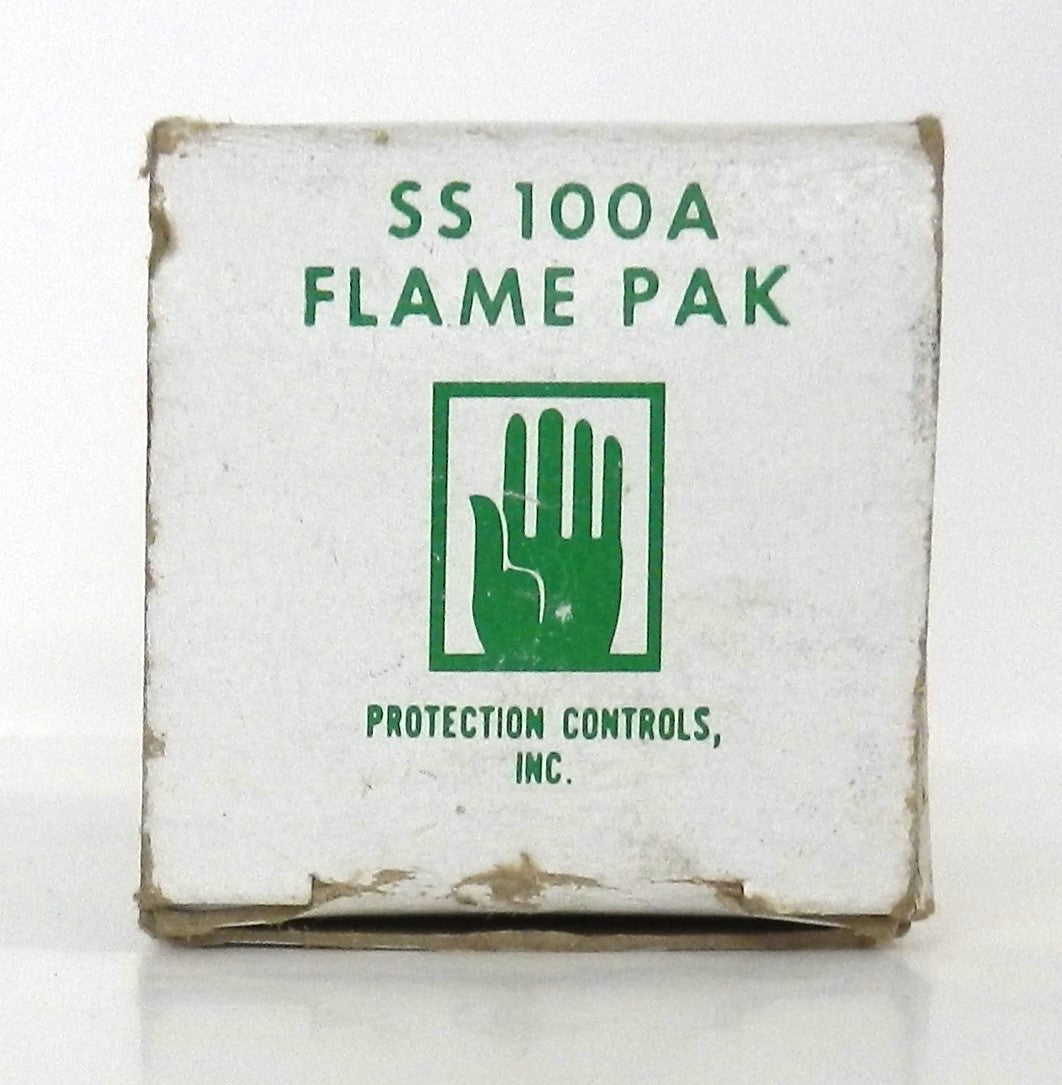 SS 100A
FLAME PAK
PROTECTION CONTROLS,
INC.